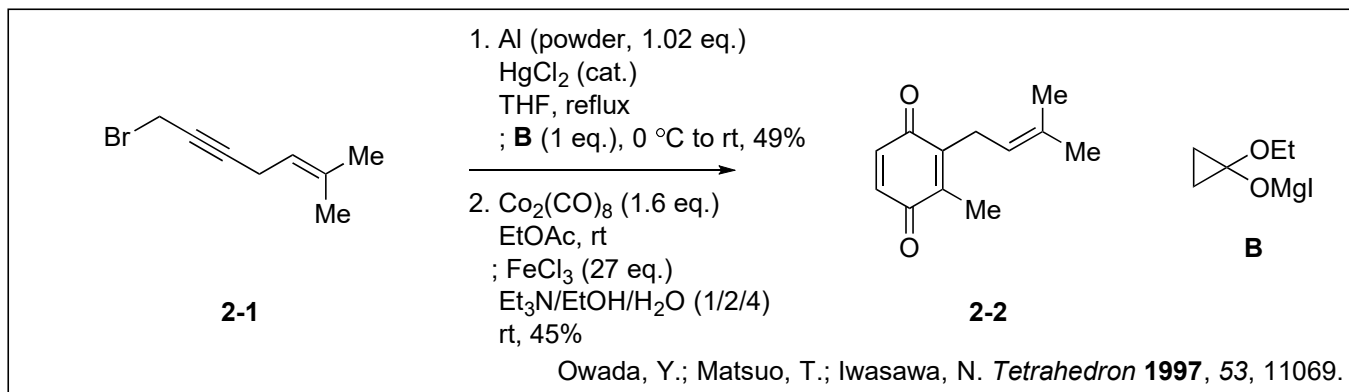 1. Al (powder, 1.02 eq.)
HgCl₂ (cat.)
THF, reflux
; B (1 eq.), 0 °C to rt, 49%
2. Co₂(CO)₈ (1.6 eq.)
EtOAc, rt
; FeCl₃ (27 eq.)
Et₃N/EtOH/H₂O (1/2/4)
rt, 45%
Br
Me
Me
2-1
O
O
Me
Me
Me
2-2
OEt
OMgI
B
Owada, Y.; Matsuo, T.; Iwasawa, N. Tetrahedron 1997, 53, 11069.